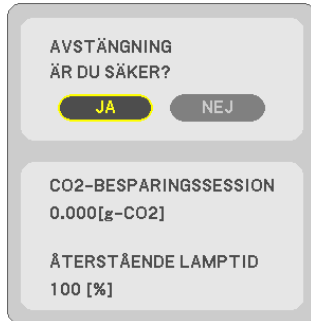 AVSTÄNGNING
ÄR DU SÄKER?
JA NEJ
CO2-BESPARINGSSESSION
0.000[g-CO2]
ÅTERSTÅENDE LAMPTID
100 [%]